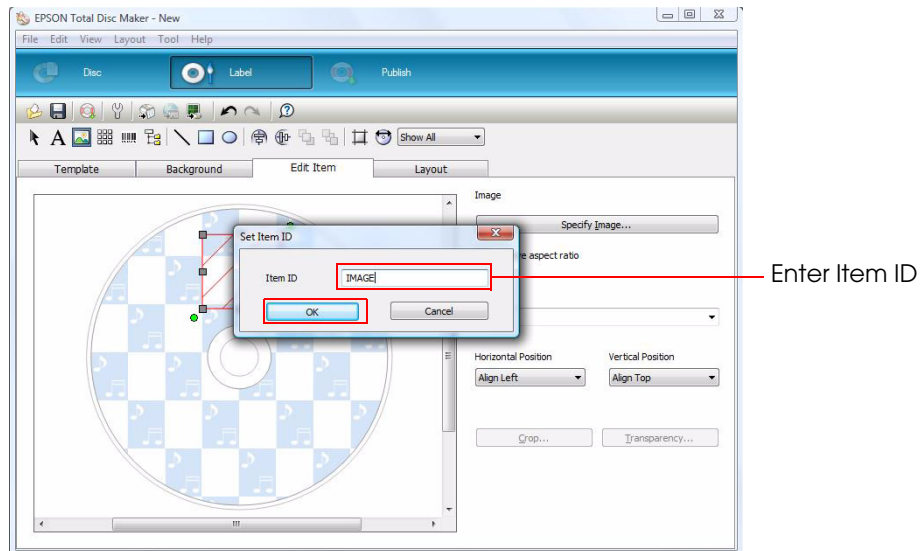 EPSON Total Disc Maker - New
File Edit View Layout Tool Help
Disc Label Publish
Show All
Template Background Edit Item Layout
Image
Specify Image...
Set Item ID
e aspect ratio
Item ID IMAGE
Enter Item ID
OK Cancel
Horizontal Position Vertical Position
Align Left Align Top
Crop... Transparency...